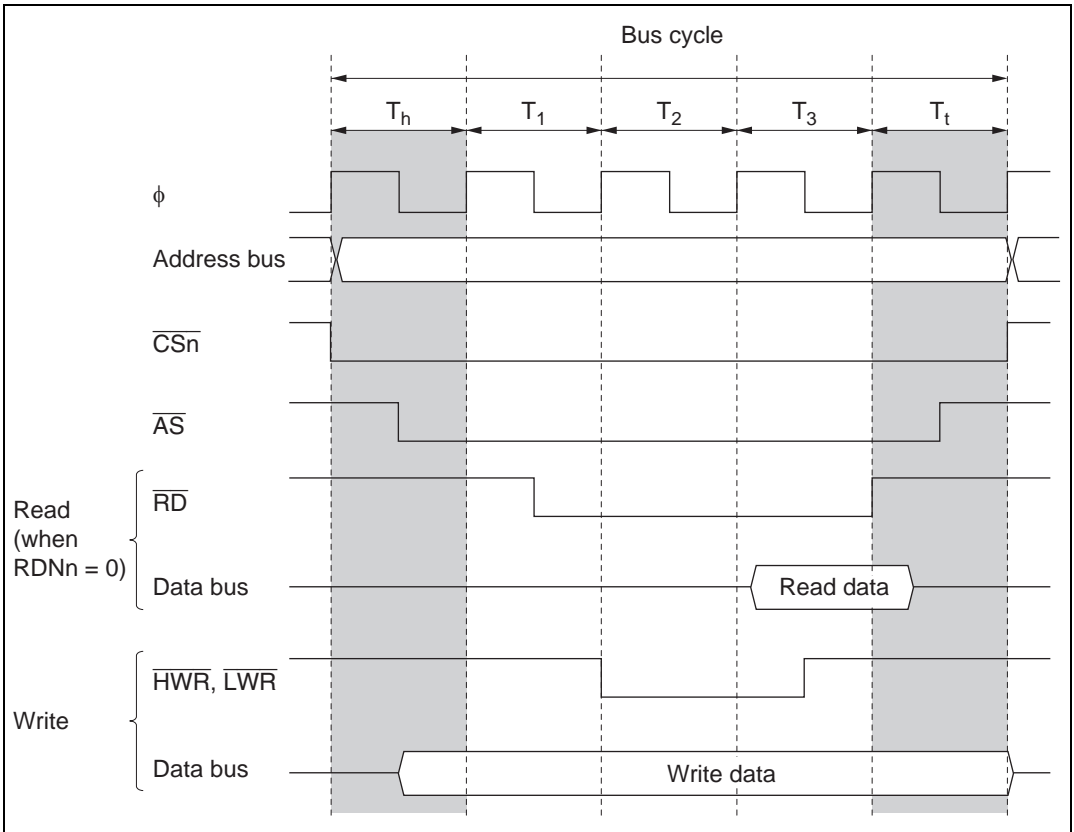 Bus cycle
Th T1 T2 T3 Tt
ϕ
Address bus
CSn
AS
Read
(when
RDNn = 0)
RD
Data bus
Read data
Write
HWR, LWR
Data bus
Write data